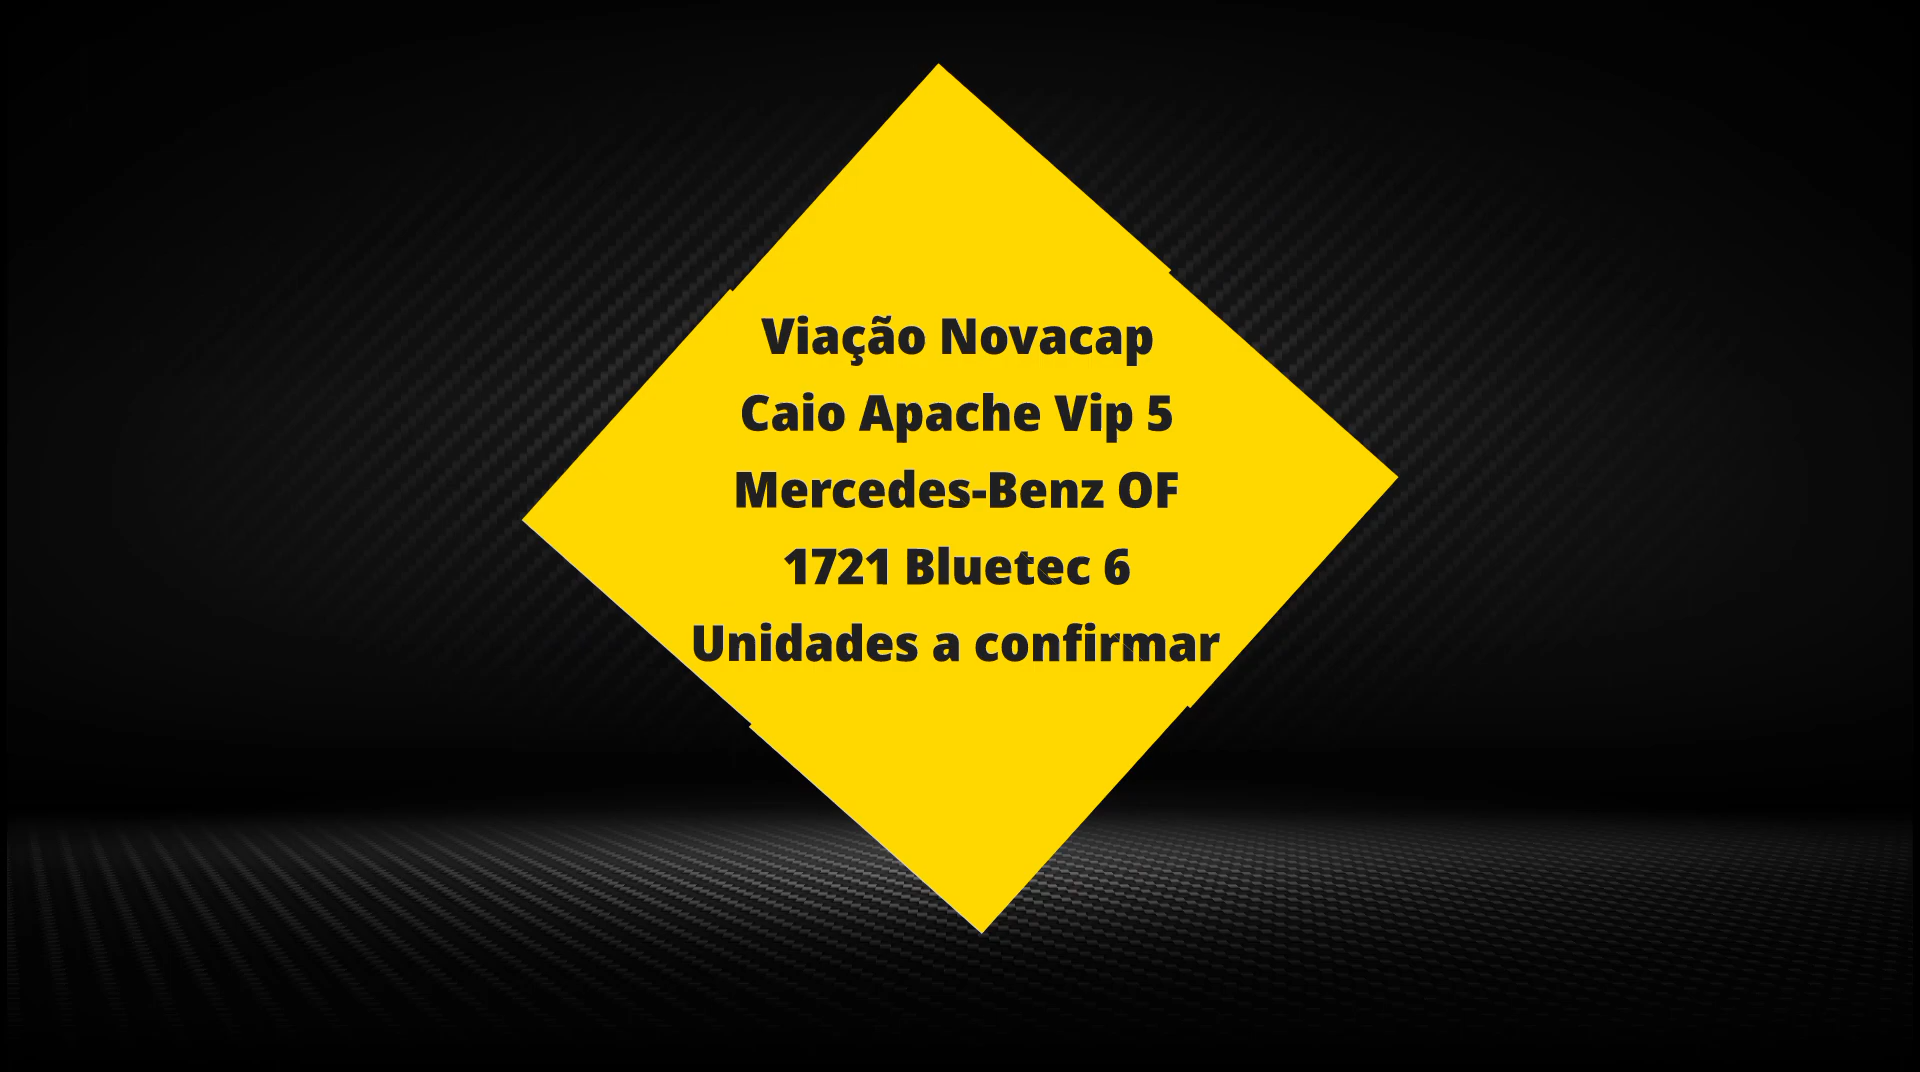 Viação Novacap
Caio Apache Vip 5
Mercedes-Benz OF
1721 Bluetec 6
Unidades a confirmar